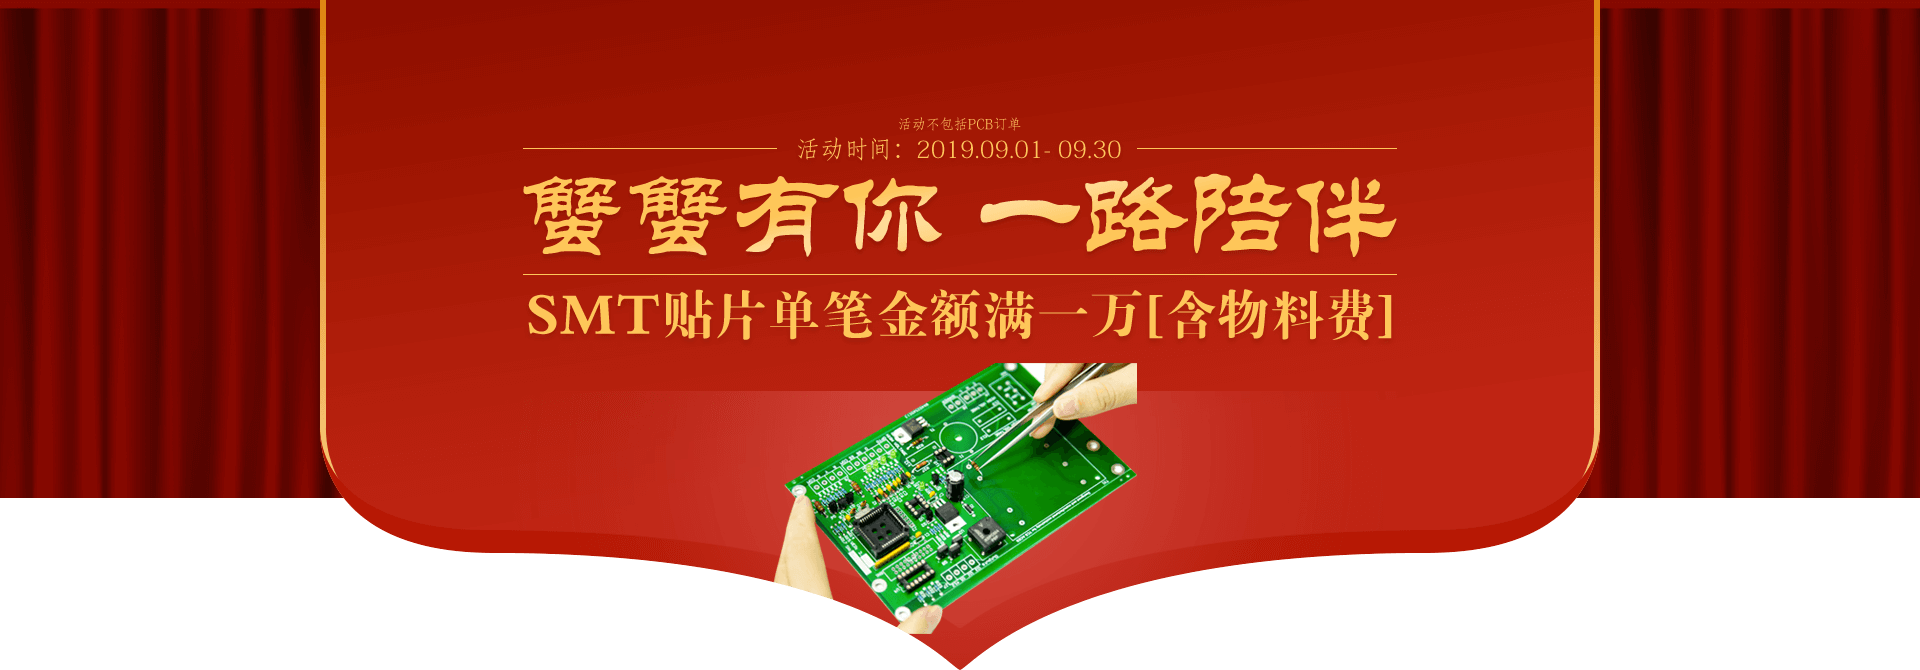 活动不包括PCB订单
活动时间：2019.09.01- 09.30
蟹蟹有你 一路陪伴
SMT贴片单笔金额满一万[含物料费]